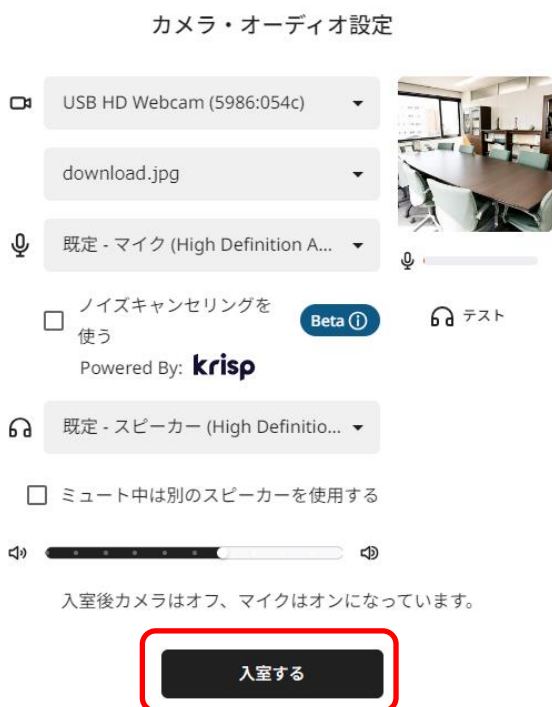 カメラ・オーディオ設定
USB HD Webcam (5986:054c)
download.jpg
既定 - マイク (High Definition A...
ノイズキャンセリングを
使う
Beta
Powered By: krisp
テスト
既定 - スピーカー (High Definitio...
ミュート中は別のスピーカーを使用する
入室後カメラはオフ、マイクはオンになっています。
入室する